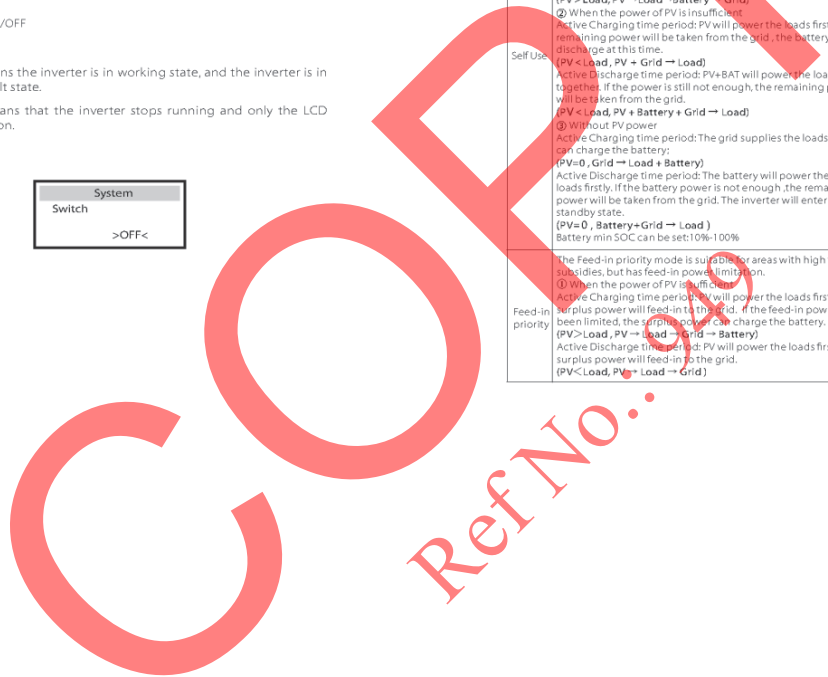 /OFF
ns the inverter is in working state, and the inverter is in
lt state.
ans that the inverter stops running and only the LCD
on.
System
Switch
>OFF<
Self Use
② When the power of PV is insufficient
Active Charging time period: PV will power the loads first
remaining power will be taken from the grid , the battery
discharge at this time.
(PV < Load, PV + Grid → Load)
Active Discharge time period: PV+BAT will power the loa
together. If the power is still not enough, the remaining p
will be taken from the grid.
(PV < Load, PV + Battery + Grid → Load)
③ Without PV power
Active Charging time period: The grid supplies the loads
can charge the battery;
(PV=0 , Grid → Load + Battery)
Active Discharge time period: The battery will power the
loads firstly. If the battery power is not enough ,the rema
power will be taken from the grid. The inverter will enter
standby state.
(PV= 0 , Battery+Grid → Load )
Battery min SOC can be set:10%-100%
Feed-in
priority
The Feed-in priority mode is suitable for areas with high
subsidies, but has feed-in power limitation.
① When the power of PV is sufficient
Active Charging time period: PV will power the loads firs
surplus power will feed-in to the grid. If the feed-in pow
been limited, the surplus power can charge the battery.
(PV>Load , PV → Load → Grid → Battery)
Active Discharge time period: PV will power the loads firs
surplus power will feed-in to the grid.
(PV<Load, PV → Load → Grid )
COP
Ref No.: 949